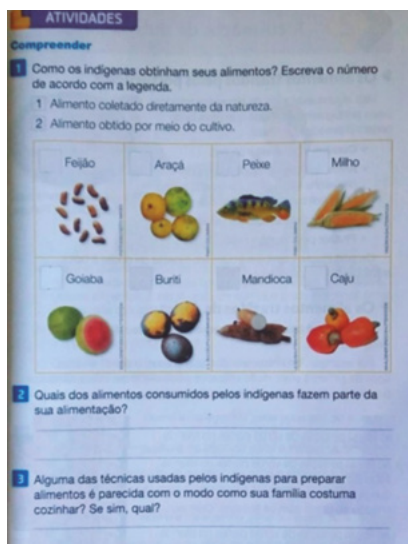 ATIVIDADES
Compreender
1 Como os indígenas obtinham seus alimentos? Escreva o número
de acordo com a legenda.
1 Alimento coletado diretamente da natureza.
2 Alimento obtido por meio do cultivo.
Feijão Araçá Peixe Milho
Goiaba Buriti Mandioca Caju
2 Quais dos alimentos consumidos pelos indígenas fazem parte da
sua alimentação?
3 Alguma das técnicas usadas pelos indígenas para preparar
alimentos é parecida com o modo como sua família costuma
cozinhar? Se sim, qual?